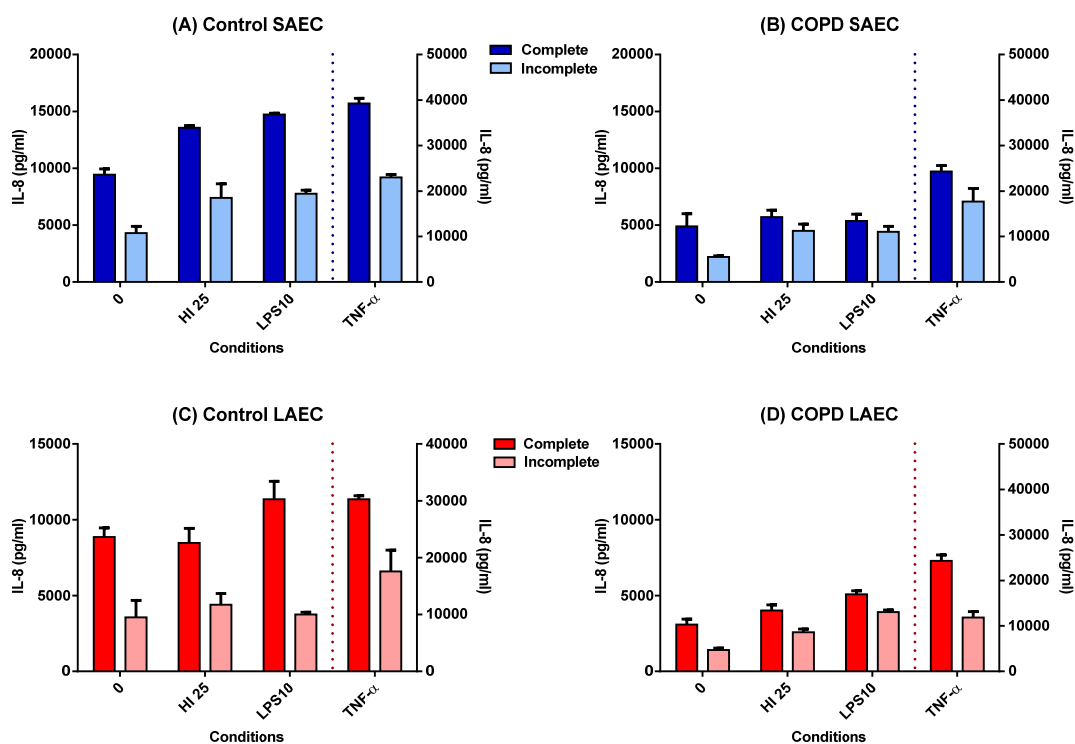 (A) Control SAEC
20000
15000
10000
5000
0
IL-8 (pg/ml)
50000
40000
30000
20000
10000
0
IL-8 (pg/ml)
0
HI 25
LPS10
TNF-α
Conditions
Complete
Incomplete
(B) COPD SAEC
20000
15000
10000
5000
0
IL-8 (pg/ml)
50000
40000
30000
20000
10000
0
IL-8 (pg/ml)
0
HI 25
LPS10
TNF-α
Conditions
(C) Control LAEC
15000
10000
5000
0
IL-8 (pg/ml)
40000
30000
20000
10000
0
IL-8 (pg/ml)
0
HI 25
LPS10
TNF-α
Conditions
Complete
Incomplete
(D) COPD LAEC
15000
10000
5000
0
IL-8 (pg/ml)
50000
40000
30000
20000
10000
0
IL-8 (pg/ml)
0
HI 25
LPS10
TNF-α
Conditions